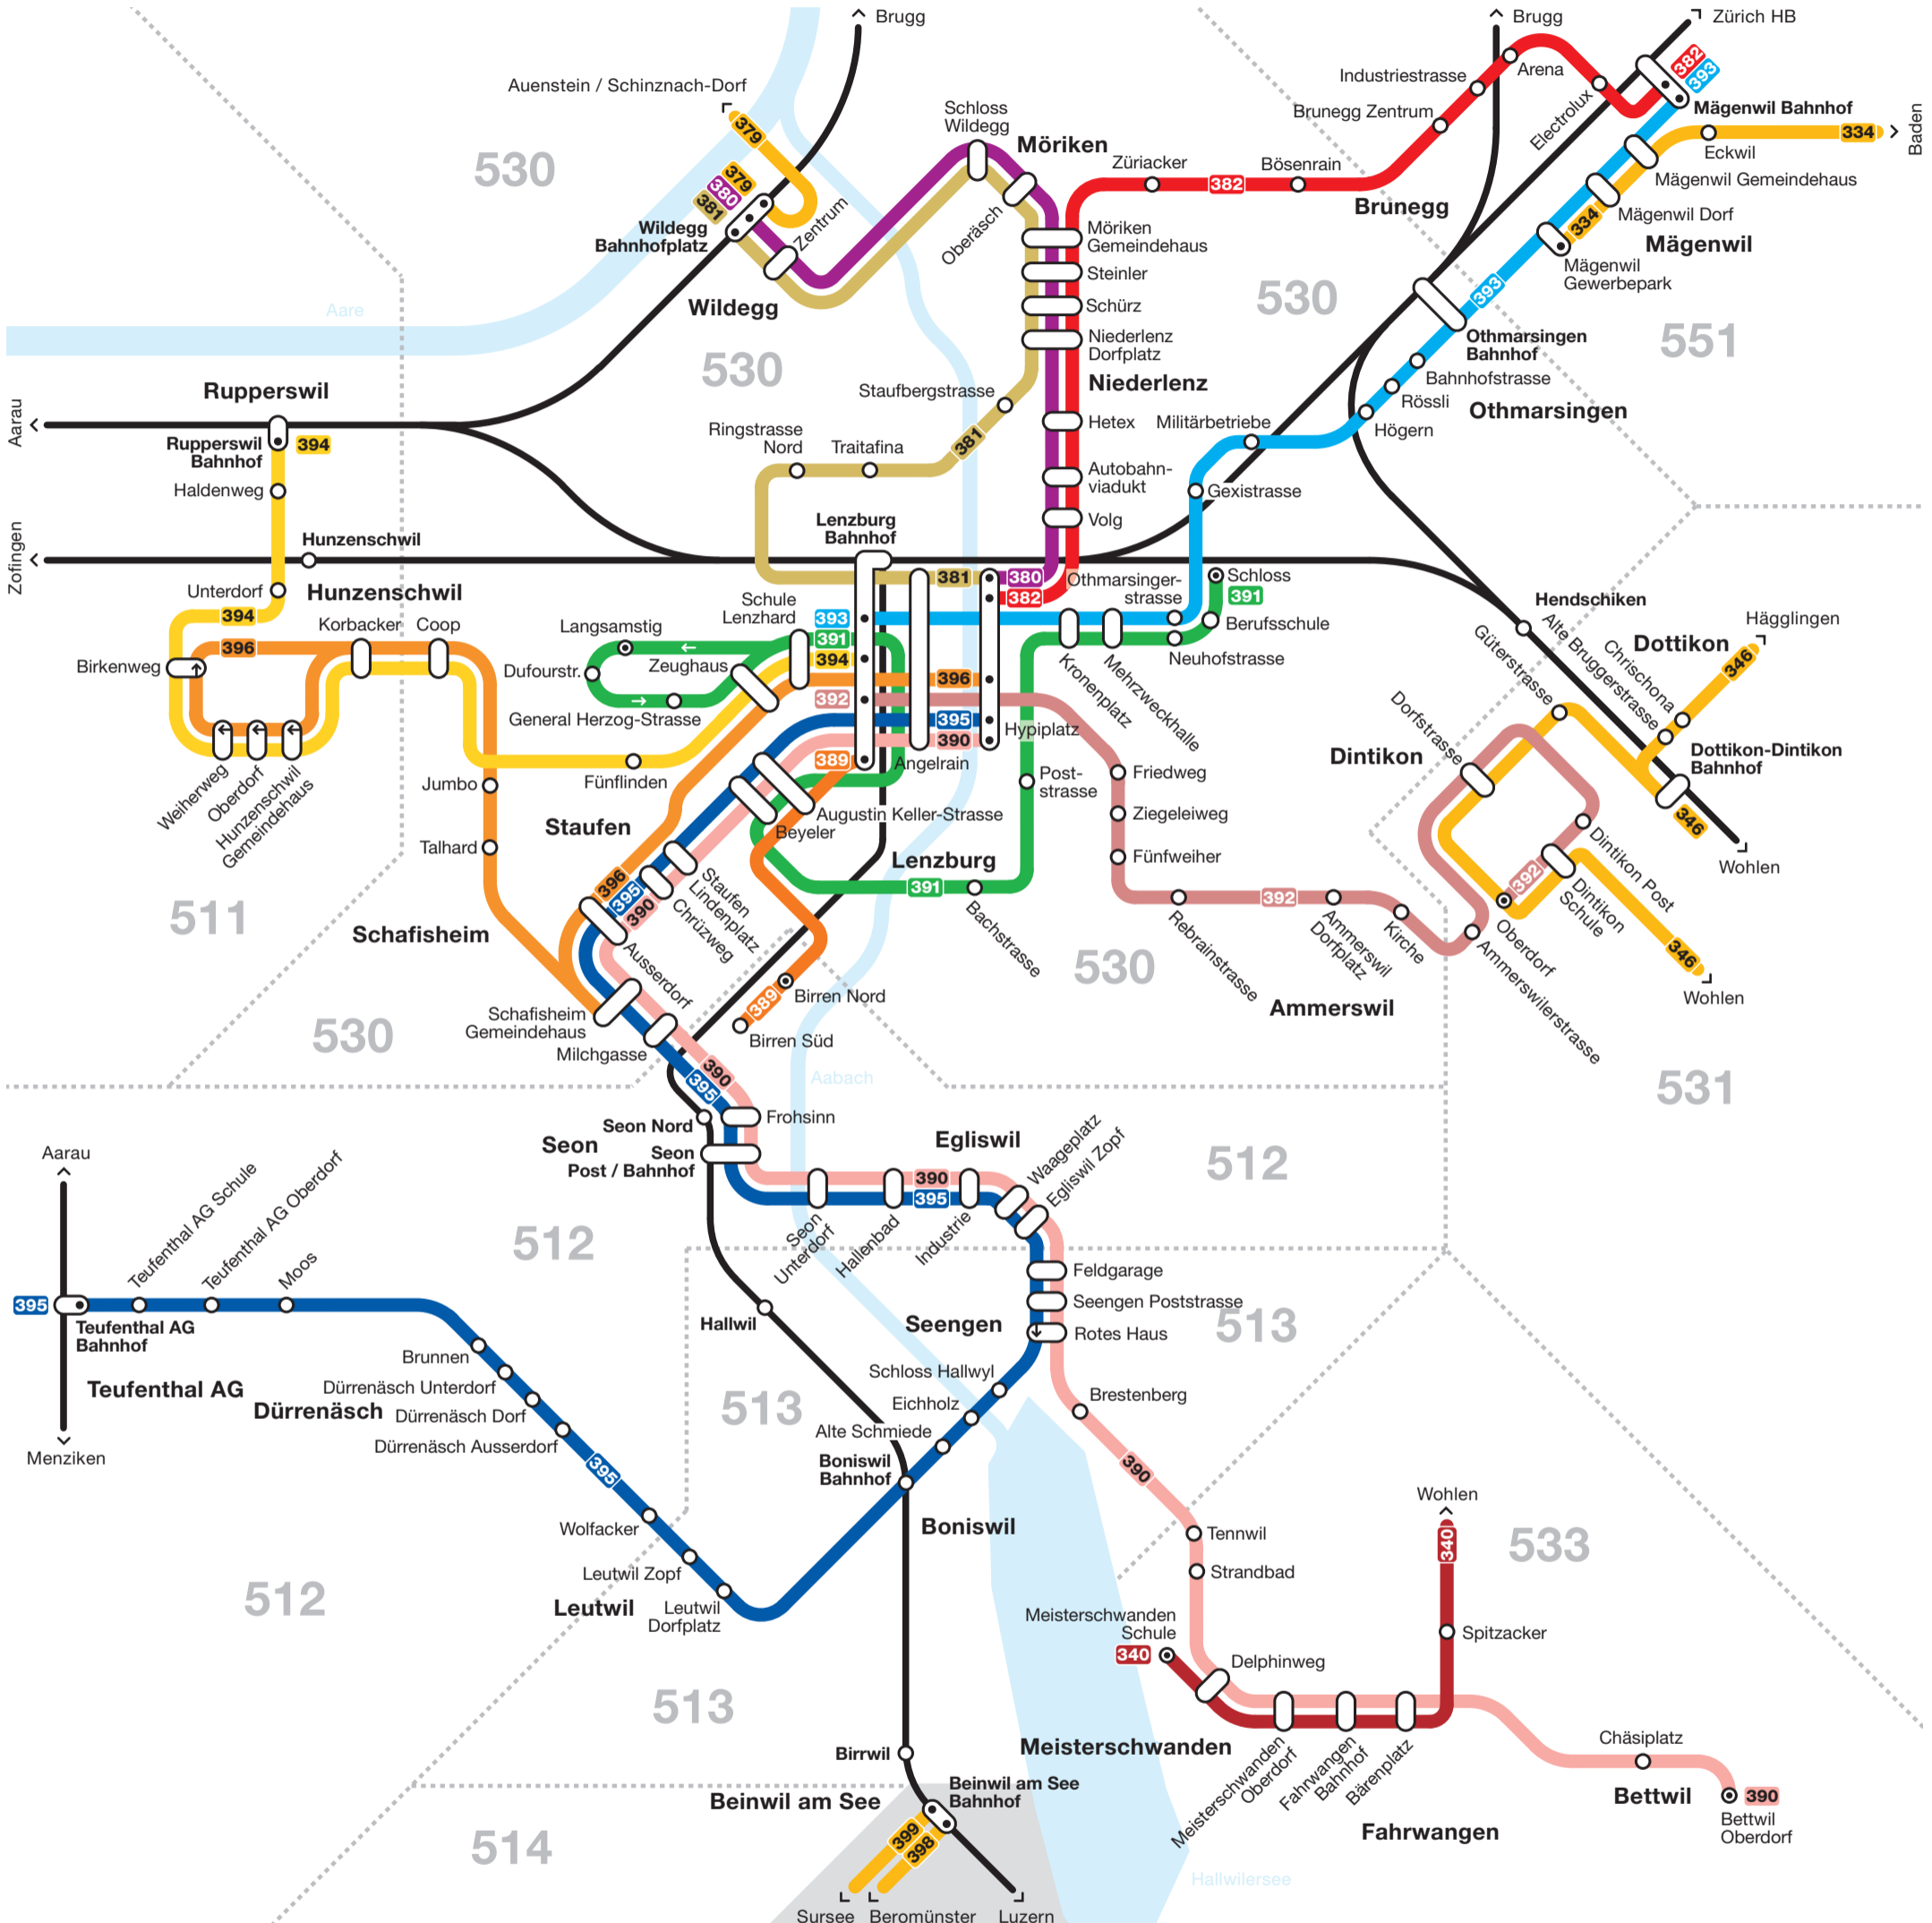 Brugg
Brugg
Zürich HB
Auenstein / Schinznach-Dorf
379
530
379
380
381
Wildegg
Bahnhofplatz
Zentrum
Wildegg
Schloss
Wildegg
Möriken
Oberäsch
Züriacker
382
Bösenrain
Brunegg
Brunegg Zentrum
Industriestrasse
Arena
Electrolux
382
393
Mägenwil Bahnhof
334
Baden
Eckwil
Mägenwil Gemeindehaus
Mägenwil Dorf
334
Mägenwil
Mägenwil
Gewerbepark
393
Möriken
Gemeindehaus
Steinler
Schürz
Niederlenz
Dorfplatz
Niederlenz
530
530
551
Aare
Othmarsingen
Bahnhof
Bahnhofstrasse
Rössli
Othmarsingen
Högern
Militärbetriebe
Gexistrasse
Hetex
Autobahn-
viadukt
Volg
Staufbergstrasse
381
Ringstrasse
Nord
Traitafina
Rupperswil
Aarau
Rupperswil
Bahnhof
394
Haldenweg
Zofingen
Hunzenschwil
Unterdorf
Hunzenschwil
394
396
Korbacker
Coop
Birkenweg
Weiherweg
Oberdorf
Hunzenschwil
Gemeindehaus
Lenzburg
Bahnhof
381
380
382
393
391
394
396
392
395
390
389
Schule
Lenzhard
Langsamstig
Zeughaus
Dufourstr.
General Herzog-Strasse
Fünflinden
Jumbo
Talhard
Othmarsinger-
strasse
Schloss
391
Berufsschule
Neuhofstrasse
Kronenplatz
Mehrzweckhalle
Hypiplatz
Angelrain
Post-
strasse
Augustin Keller-Strasse
Beyeler
Staufen
Lenzburg
391
Bachstrasse
Friedweg
Ziegeleiweg
Fünfweiher
Rebrainstrasse
392
Ammerswil
Dorfplatz
Kirche
Ammerswil
Ammerswilerstrasse
Hendschiken
Alte Bruggerstrasse
Chrischona
Dottikon
Hägglingen
346
Güterstrasse
Dottikon-Dintikon
Bahnhof
346
Wohlen
Dorfstrasse
Dintikon
Dintikon Post
392
Dintikon
Schule
Oberdorf
346
Wohlen
530
531
511
530
Schafisheim
396
395
390
Staufen
Lindenplatz
Chrüzweg
Ausserdorf
Schafisheim
Gemeindehaus
Milchgasse
389
Birren Nord
Birren Süd
Aabach
390
395
Frohsinn
Seon Nord
Seon
Seon
Post / Bahnhof
Egliswil
390
395
Seon
Unterdorf
Hallenbad
Industrie
Waageplatz
Egliswil Zopf
512
512
Feldgarage
Seengen Poststrasse
Rotes Haus
Seengen
513
Hallwil
513
Schloss Hallwyl
Eichholz
Alte Schmiede
Boniswil
Bahnhof
Boniswil
Brestenberg
390
Tennwil
Strandbad
Aarau
Menziken
395
Teufenthal AG
Bahnhof
Teufenthal AG
Teufenthal AG Schule
Teufenthal AG Oberdorf
Moos
Brunnen
Dürrenäsch Unterdorf
Dürrenäsch
Dürrenäsch Dorf
Dürrenäsch Ausserdorf
395
Wolfacker
Leutwil Zopf
Leutwil
Leutwil
Dorfplatz
512
513
533
Wohlen
340
Spitzacker
Meisterschwanden
Schule
340
Delphinweg
Meisterschwanden
Meisterschwanden
Oberdorf
Fahrwangen
Bahnhof
Bärenplatz
Fahrwangen
Chäsiplatz
Bettwil
390
Bettwil
Oberdorf
Birrwil
Beinwil am See
Beinwil am See
Bahnhof
514
399
398
Sursee
Beromünster
Luzern
Hallwilersee